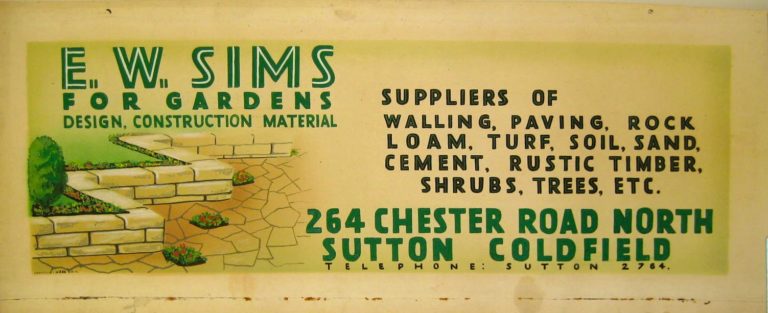 E. W. SIMS
FOR GARDENS
DESIGN. CONSTRUCTION MATERIAL
SUPPLIERS OF
WALLING, PAVING, ROCK
LOAM, TURF, SOIL, SAND,
CEMENT, RUSTIC TIMBER,
SHRUBS, TREES, ETC.
264 CHESTER ROAD NORTH
SUTTON COLDFIELD
TELEPHONE: SUTTON 2764.